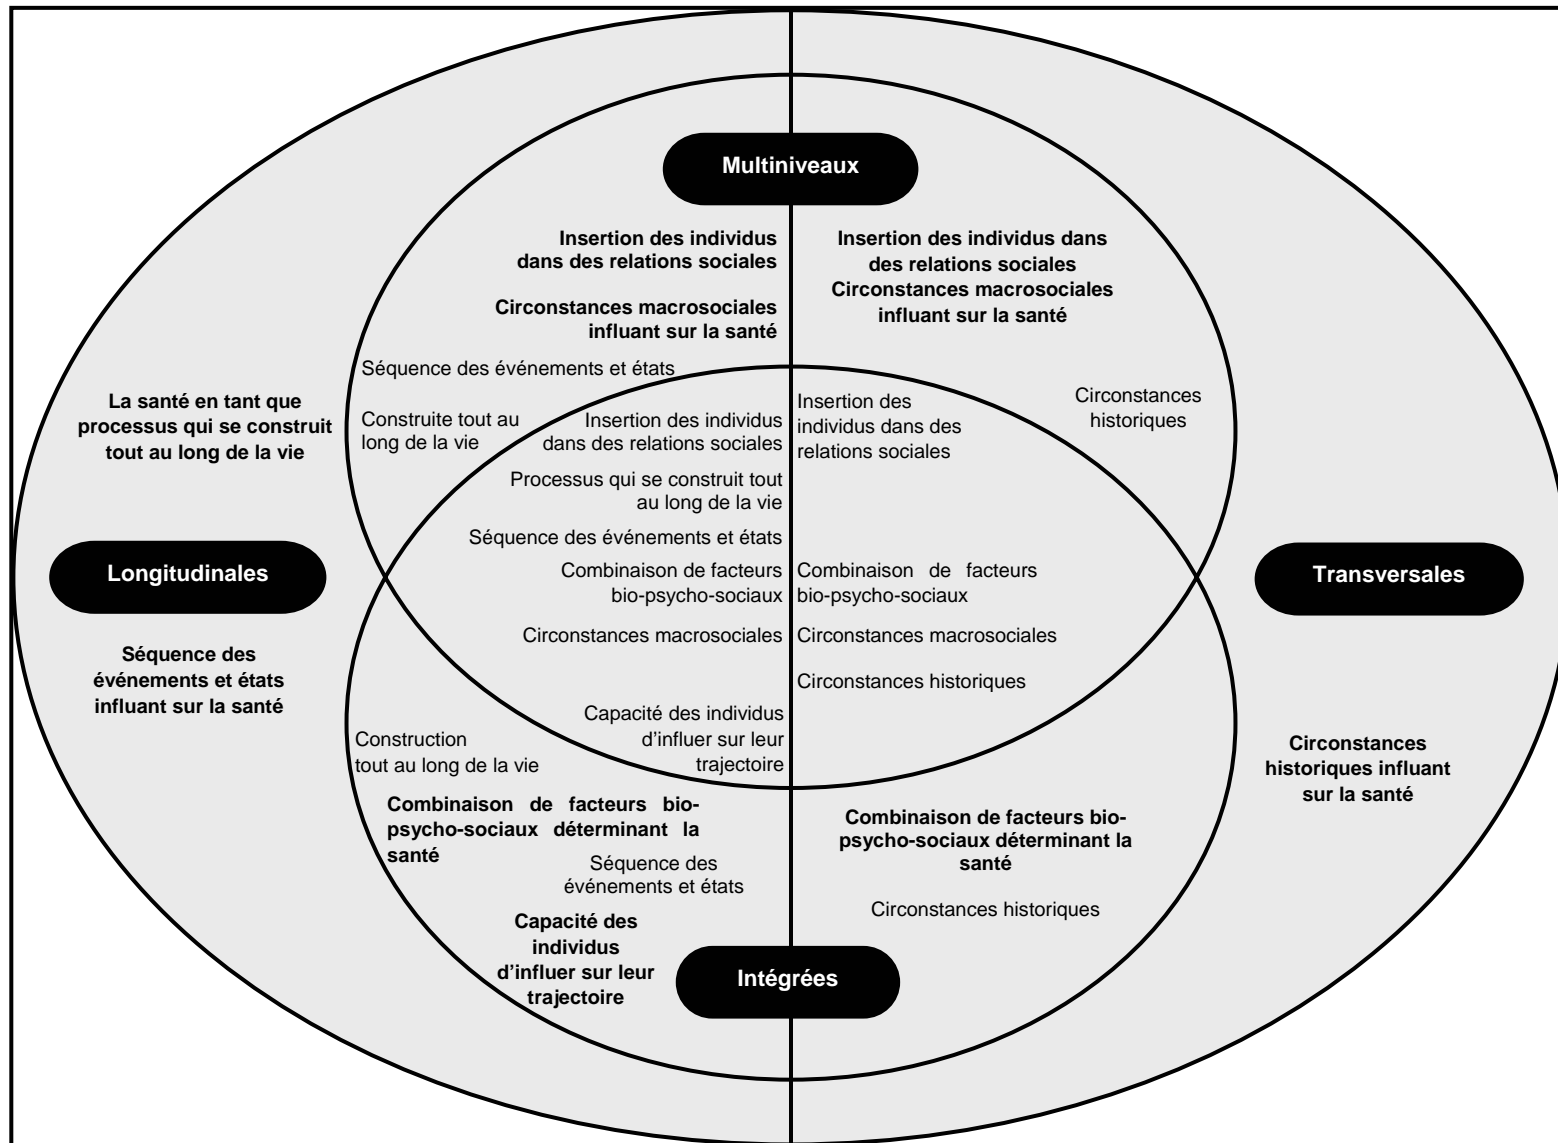 Multiniveaux
Insertion des individus
dans des relations sociales
Circonstances macrosociales
influant sur la santé
Insertion des individus dans
des relations sociales
Circonstances macrosociales
influant sur la santé
Séquence des événements et états
Construite tout au
long de la vie
Circonstances
historiques
La santé en tant que
processus qui se construit
tout au long de la vie
Longitudinales
Séquence des
événements et états
influant sur la santé
Insertion des individus
dans des relations sociales
Processus qui se construit tout
au long de la vie
Séquence des événements et états
Combinaison de facteurs
bio-psycho-sociaux
Circonstances macrosociales
Capacité des individus
d’influer sur leur
trajectoire
Insertion des
individus dans des
relations sociales
Combinaison de facteurs
bio-psycho-sociaux
Circonstances macrosociales
Circonstances historiques
Transversales
Circonstances
historiques influant
sur la santé
Construction
tout au long de la vie
Combinaison de facteurs bio-
psycho-sociaux déterminant la
santé
Séquence des
événements et états
Capacité des
individus
d’influer sur leur
trajectoire
Combinaison de facteurs bio-
psycho-sociaux déterminant la
santé
Circonstances historiques
Intégrées